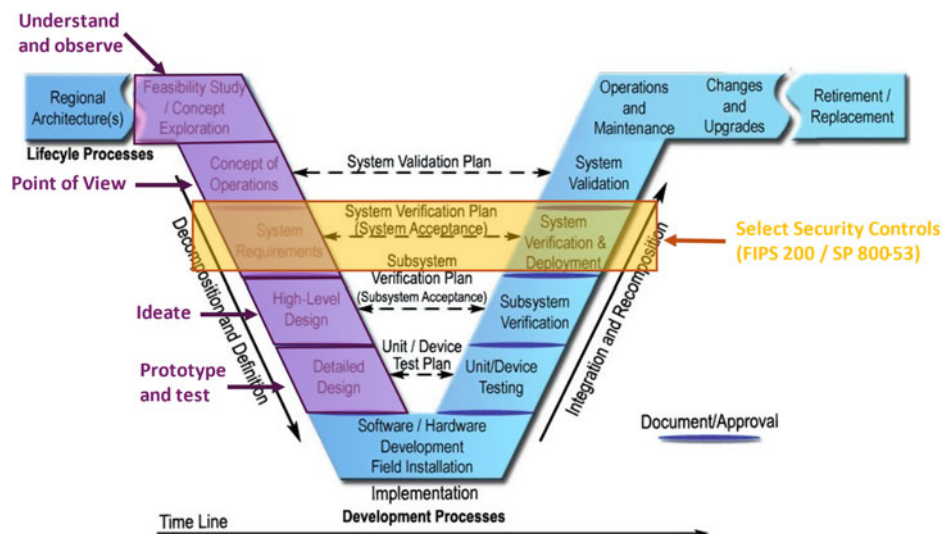 Understand
and observe
Regional
Architecture(s)
Feasibility Study
/ Concept
Exploration
Operations
and
Maintenance
Changes
and
Upgrades
Retirement /
Replacement
Lifecyle Processes
Point of View
Concept of
Operations
System Validation Plan
System
Validation
System
Requirements
System Verification Plan
(System Acceptance)
System
Verification &
Deployment
Select Security Controls
(FIPS 200 / SP 800-53)
Decomposition and Definition
Subsystem
Verification Plan
(Subsystem Acceptance)
Integration and Recomposition
Ideate
High-Level
Design
Subsystem
Verification
Prototype
and test
Detailed
Design
Unit / Device
Test Plan
Unit/Device
Testing
Software / Hardware
Development
Field Installation
Document/Approval
Implementation
Development Processes
Time Line